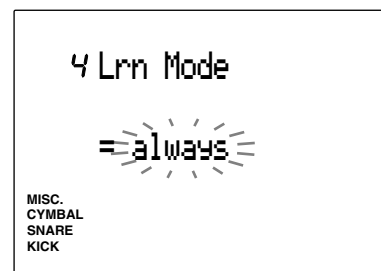 4 Lrn Mode
= always
MISC.
CYMBAL
SNARE
KICK